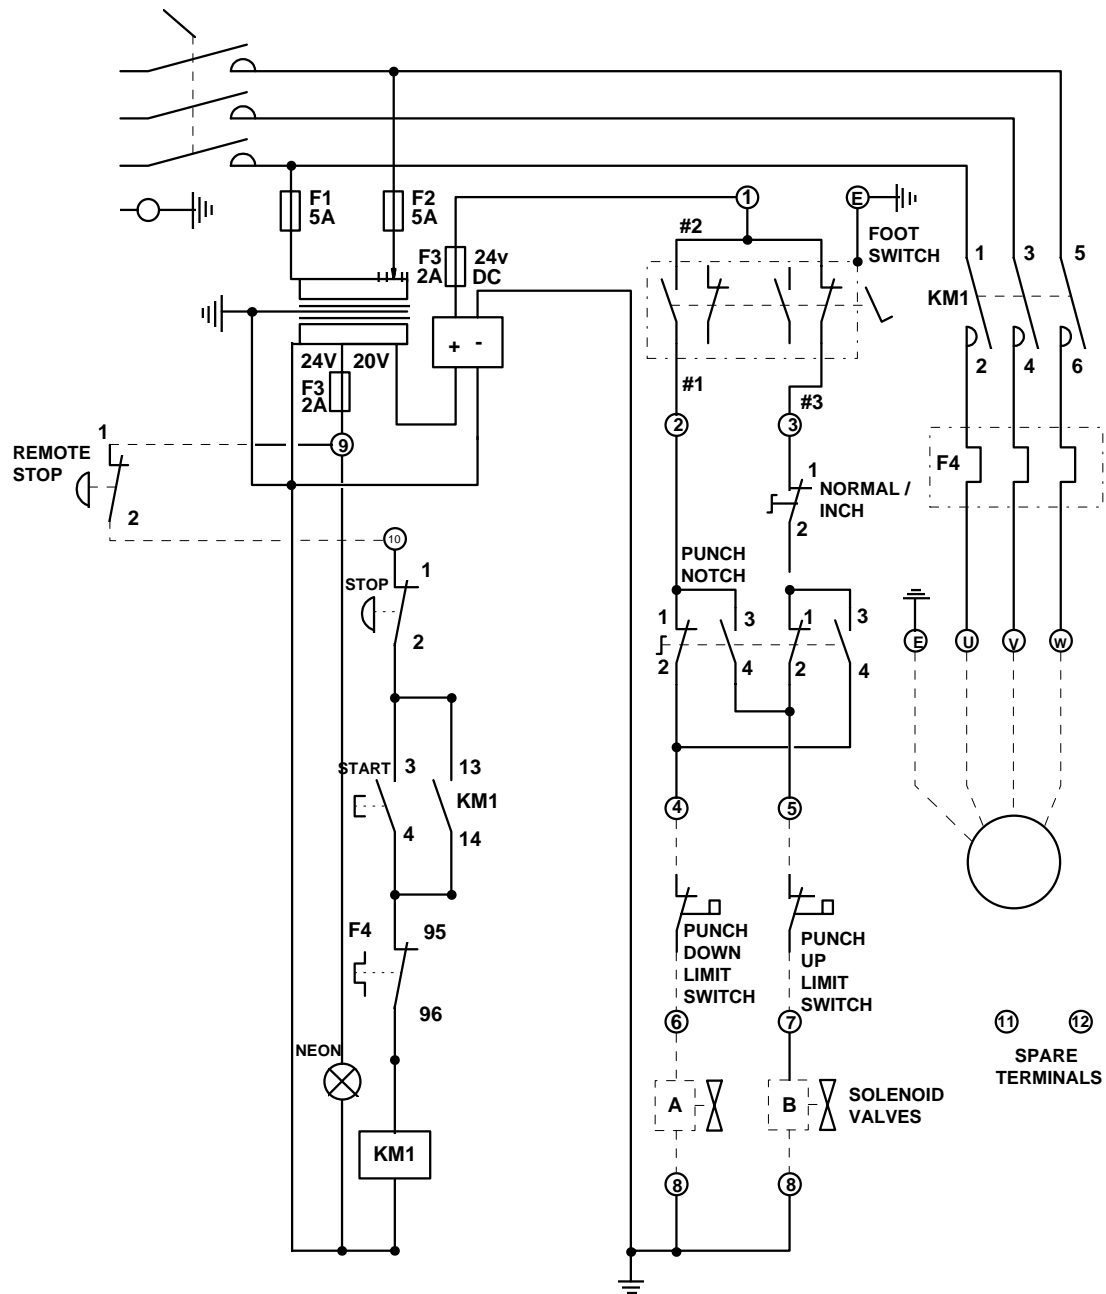 F1
5A
F2
5A
1
E
#2
FOOT
SWITCH
F3
2A
24v
DC
1
3
5
KM1
+ -
24V 20V
F3
2A
2
4
6
#1
#3
2
3
9
1
REMOTE
STOP
2
F4
1
NORMAL /
INCH
2
10
STOP
1
2
PUNCH
NOTCH
1
3
1
3
2
4
2
4
E
U
V
W
START
3
13
KM1
4
14
4
5
F4
95
96
PUNCH
DOWN
LIMIT
SWITCH
PUNCH
UP
LIMIT
SWITCH
6
7
11
12
SPARE
TERMINALS
NEON
A
B
SOLENOID
VALVES
KM1
8
8